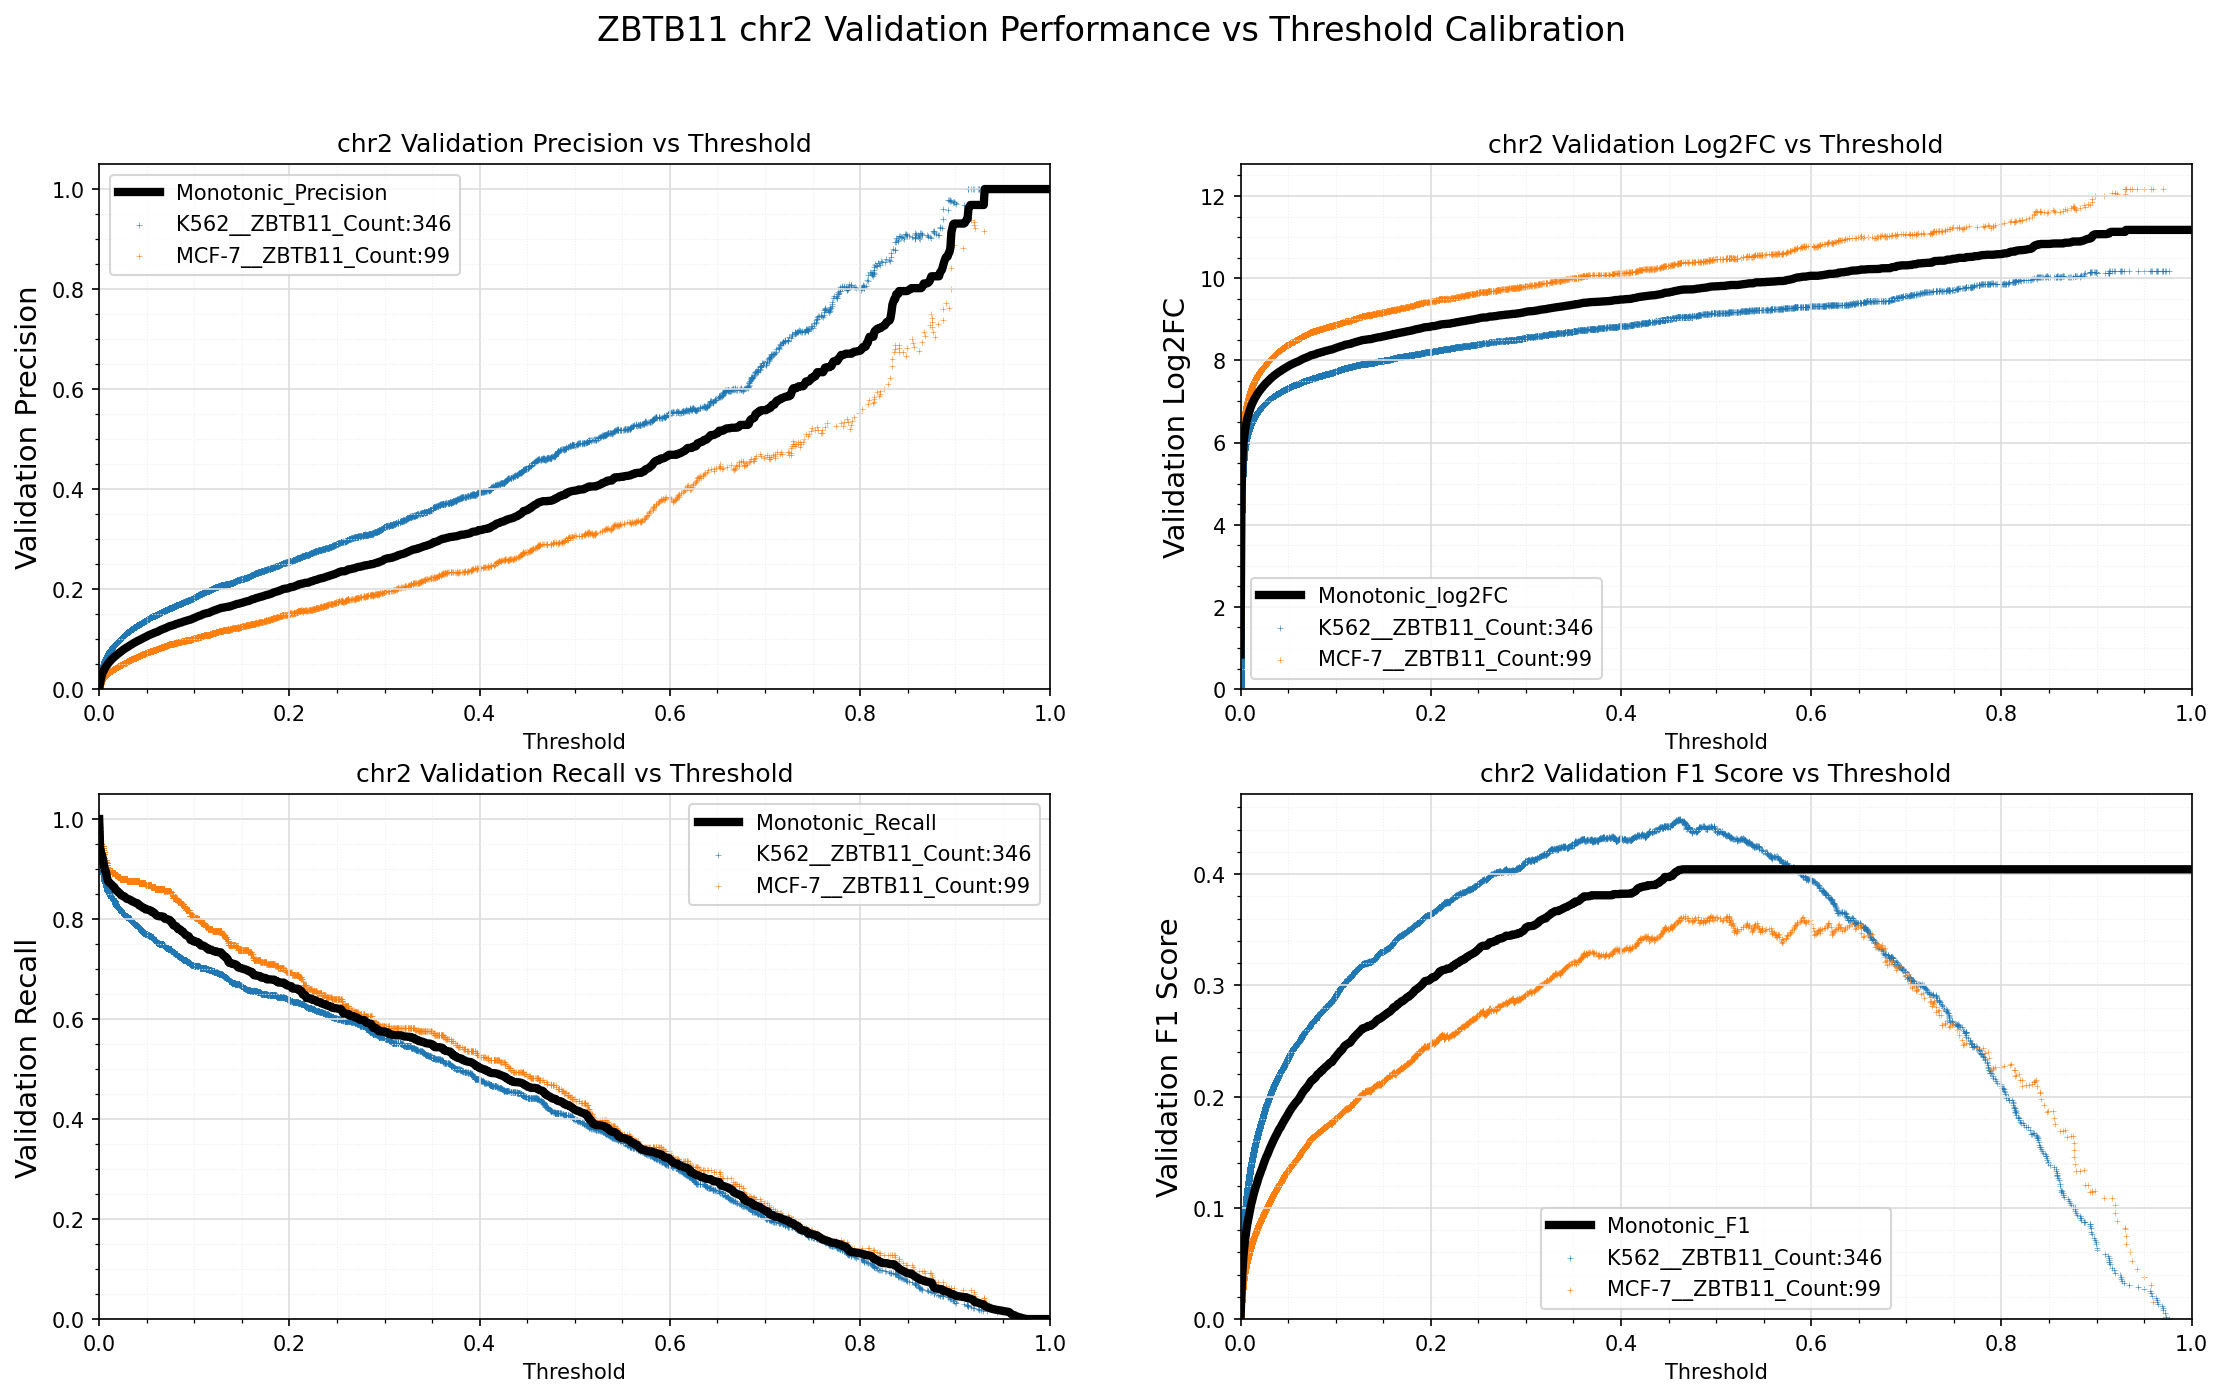 ZBTB11 chr2 Validation Performance vs Threshold Calibration
chr2 Validation Precision vs Threshold
Validation Precision
1.0
0.8
0.6
0.4
0.2
0.0
Monotonic_Precision
K562__ZBTB11_Count:346
MCF-7__ZBTB11_Count:99
0.0 0.2 0.4 0.6 0.8 1.0
Threshold
chr2 Validation Log2FC vs Threshold
Validation Log2FC
12
10
8
6
4
2
0
Monotonic_log2FC
K562__ZBTB11_Count:346
MCF-7__ZBTB11_Count:99
0.0 0.2 0.4 0.6 0.8 1.0
Threshold
chr2 Validation Recall vs Threshold
Validation Recall
1.0
0.8
0.6
0.4
0.2
0.0
Monotonic_Recall
K562__ZBTB11_Count:346
MCF-7__ZBTB11_Count:99
0.0 0.2 0.4 0.6 0.8 1.0
Threshold
chr2 Validation F1 Score vs Threshold
Validation F1 Score
0.4
0.3
0.2
0.1
0.0
Monotonic_F1
K562__ZBTB11_Count:346
MCF-7__ZBTB11_Count:99
0.0 0.2 0.4 0.6 0.8 1.0
Threshold